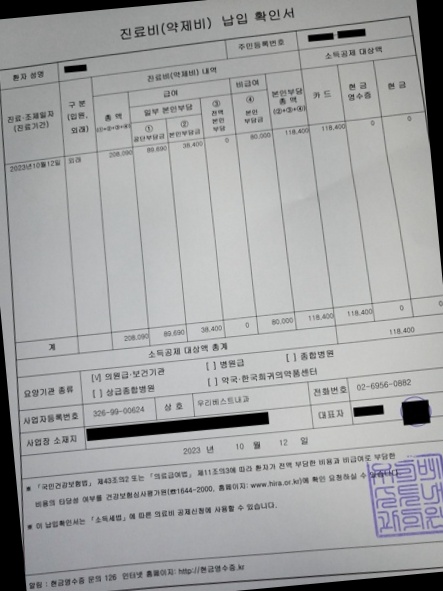 진료비(약제비) 납입 확인서
환자 성명
주민등록번호
진료·조제일자
(진료기간)
구 분
(입원,
외래)
진료비(약제비) 내역
소득공제 대상액
총 액
(①+②+③+④)
급여
비급여
일부 본인부담
①
공단부담금
②
본인부담금
③
전액
본인
부담
④
본인
부담금
본인부담
총 액
(②+③+④)
카 드
현 금
영수증
현 금
2023년10월12일 외래 208,090 89,690 38,400 0 80,000 118,400 118,400 0 0
계 208,090 89,690 38,400 0 80,000 118,400 118,400 0 0
소득공제 대상액 총계 118,400
요양기관 종류
[√] 의원급·보건기관 [ ] 병원급 [ ] 종합병원
[ ] 상급종합병원 [ ] 약국·한국희귀의약품센터
사업자등록번호 326-99-00624 상 호 우리베스트내과 전화번호 02-6956-0882
사업장 소재지 대표자
2023 년 10 월 12 일
※ 「국민건강보험법」 제43조의2 또는 「의료급여법」 제11조의3에 따라 환자가 전액 부담한 비용과 비급여로 부담한
비용의 타당성 여부를 건강보험심사평가원(☎1644-2000, 홈페이지: www.hira.or.kr)에 확인 요청하실 수 있습니다.
※ 이 납입확인서는 「소득세법」에 따른 의료비 공제신청에 사용할 수 있습니다.
알림 : 현금영수증 문의 126 인터넷 홈페이지: http://현금영수증.kr